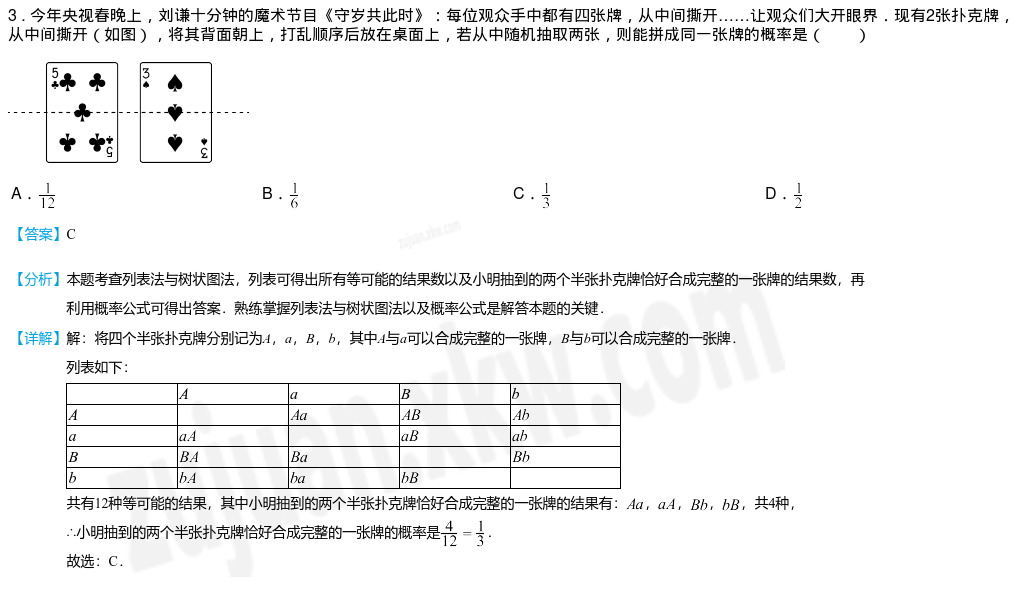 3．今年央视春晚上，刘谦十分钟的魔术节目《守岁共此时》：每位观众手中都有四张牌，从中间撕开……让观众们大开眼界．现有2张扑克牌，
从中间撕开（如图），将其背面朝上，打乱顺序后放在桌面上，若从中随机抽取两张，则能拼成同一张牌的概率是（　　）
5 3
5 3
A．1/12 B．1/6 C．1/3 D．1/2
【答案】C
【分析】本题考查列表法与树状图法，列表可得出所有等可能的结果数以及小明抽到的两个半张扑克牌恰好合成完整的一张牌的结果数，再
利用概率公式可得出答案．熟练掌握列表法与树状图法以及概率公式是解答本题的关键．
【详解】解：将四个半张扑克牌分别记为A，a，B，b，其中A与a可以合成完整的一张牌，B与b可以合成完整的一张牌．
列表如下：
A a B b
A Aa AB Ab
a aA aB ab
B BA Ba Bb
b bA ba bB
共有12种等可能的结果，其中小明抽到的两个半张扑克牌恰好合成完整的一张牌的结果有：Aa，aA，Bb，bB，共4种，
∴小明抽到的两个半张扑克牌恰好合成完整的一张牌的概率是4/12＝1/3．
故选：C．
zujuan.xkw.com
zujuan.xkw.com